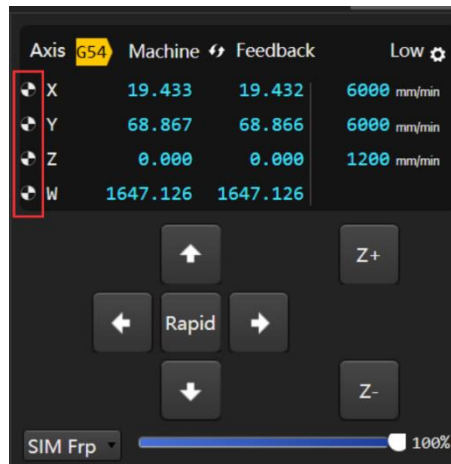 Axis G54 Machine Feedback Low
X 19.433 19.432 6000 mm/min
Y 68.867 68.866 6000 mm/min
Z 0.000 0.000 1200 mm/min
W 1647.126 1647.126
Z+
Rapid
Z-
SIM Frp 100%